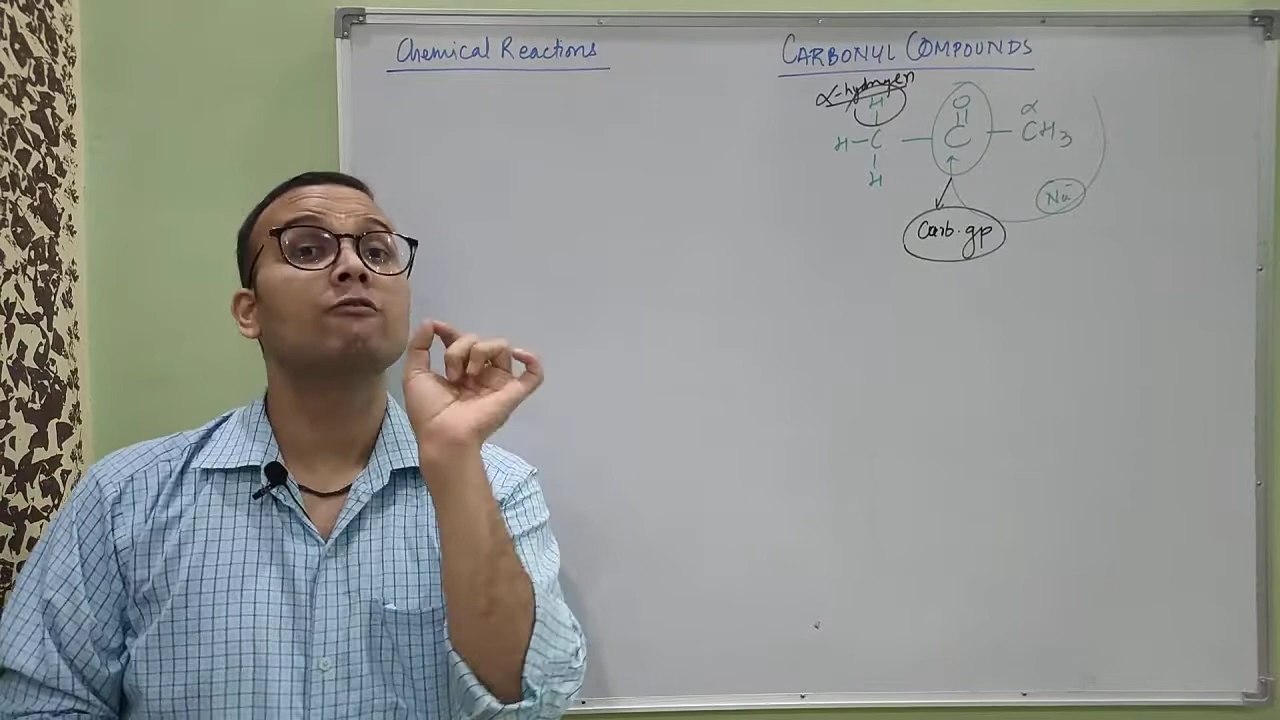 Chemical Reactions
CARBONYL COMPOUNDS
α-hydrogen
H
O
α
H-C-C-CH3
H
Nu-
Carb. gp